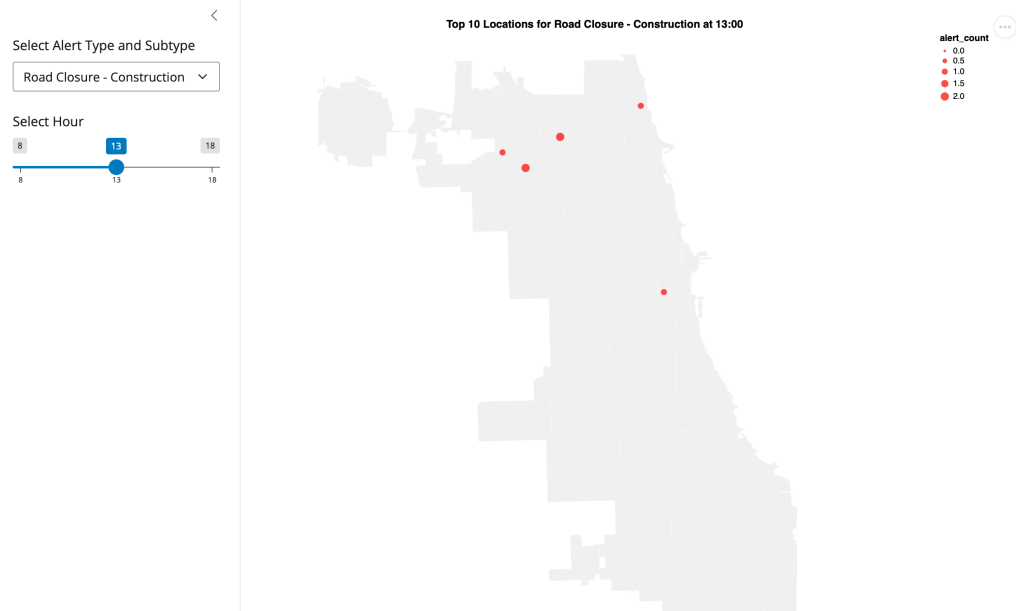 Select Alert Type and Subtype
Road Closure - Construction
Select Hour
8 13 18
8 13 18
Top 10 Locations for Road Closure - Construction at 13:00
alert_count
0.0
0.5
1.0
1.5
2.0